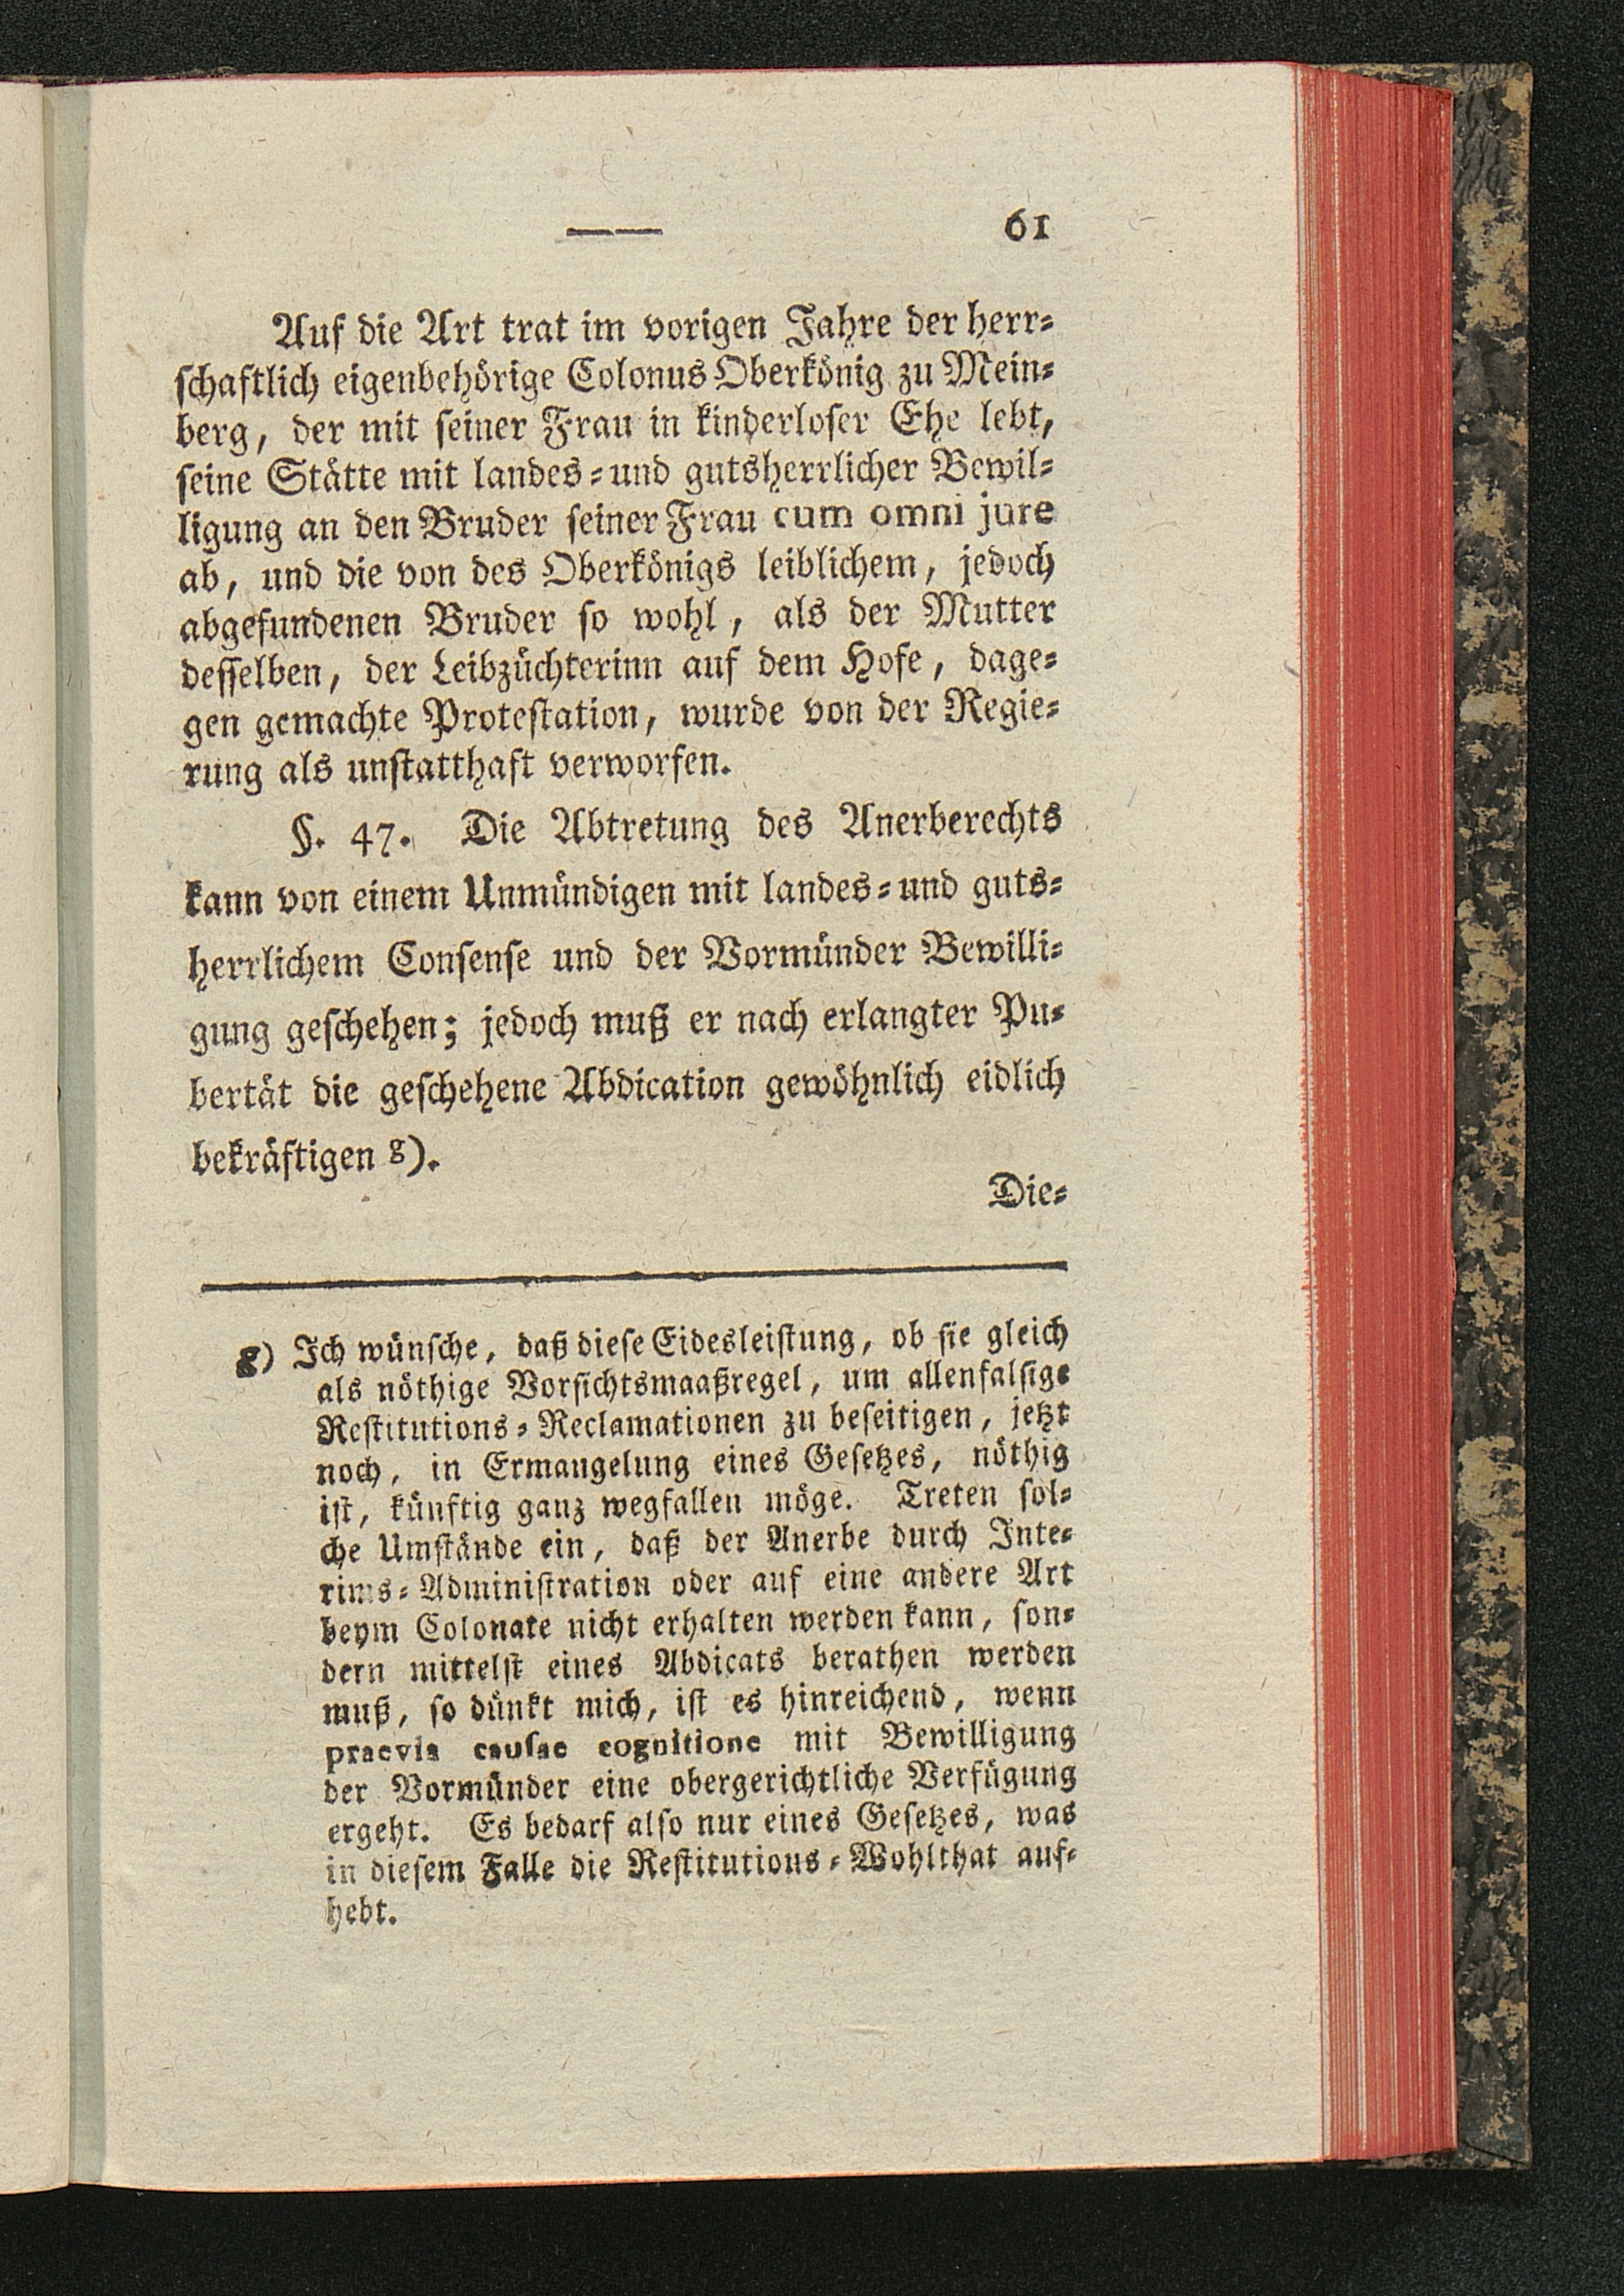 —— 61
Auf die Art trat im vorigen Jahre der herr-
schaftlich eigenbehörige Colonus Oberkönig zu Mein-
berg, der mit seiner Frau in kinderloser Ehe lebt,
seine Stätte mit landes- und gutsherrlicher Bewil-
ligung an den Bruder seiner Frau cum omni jure
ab, und die von des Oberkönigs leiblichem, jedoch
abgefundenen Bruder so wohl, als der Mutter
desselben, der Leibzüchterinn auf dem Hofe, dage-
gen gemachte Protestation, wurde von der Regie-
rung als unstatthaft verworfen.
§. 47. Die Abtretung des Anerberechts
kann von einem Unmündigen mit landes- und guts-
herrlichem Consense und der Vormünder Bewilli-
gung geschehen; jedoch muß er nach erlangter Pu-
bertät die geschehene Abdication gewöhnlich eidlich
bekräftigen g).
Die-
g) Ich wünsche, daß diese Eidesleistung, ob sie gleich
als nöthige Vorsichtsmaaßregel, um allenfalsige
Restitutions-Reclamationen zu beseitigen, jetzt
noch, in Ermangelung eines Gesetzes, nöthig
ist, künftig ganz wegfallen möge. Treten sol-
che Umstände ein, daß der Anerbe durch Inte-
rims-Administration oder auf eine andere Art
beym Colonate nicht erhalten werden kann, son-
dern mittelst eines Abdicats berathen werden
muß, so dünkt mich, ist es hinreichend, wenn
praevia causae cognitione mit Bewilligung
der Vormünder eine obergerichtliche Verfügung
ergeht. Es bedarf also nur eines Gesetzes, was
in diesem Falle die Restitutions-Wohlthat auf-
hebt.